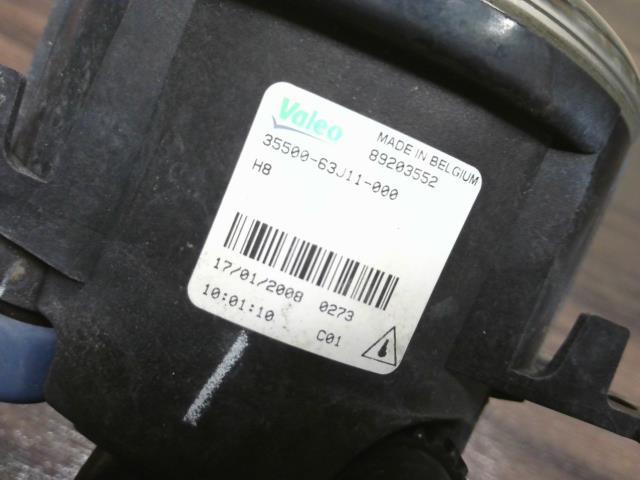 Valeo
MADE IN BELGIUM
35500-63J11-000
89203552
H8
17/01/2008 0273
10:01:10
C01